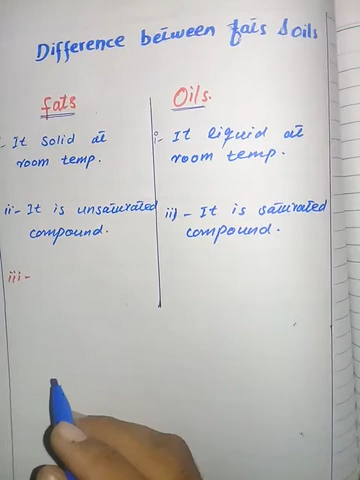 Difference between fats & oils
fats
i- It solid at
room temp.
ii- It is unsaturated
compound.
iii-
Oils.
i- It liquid at
room temp.
ii) - It is saturated
compound.